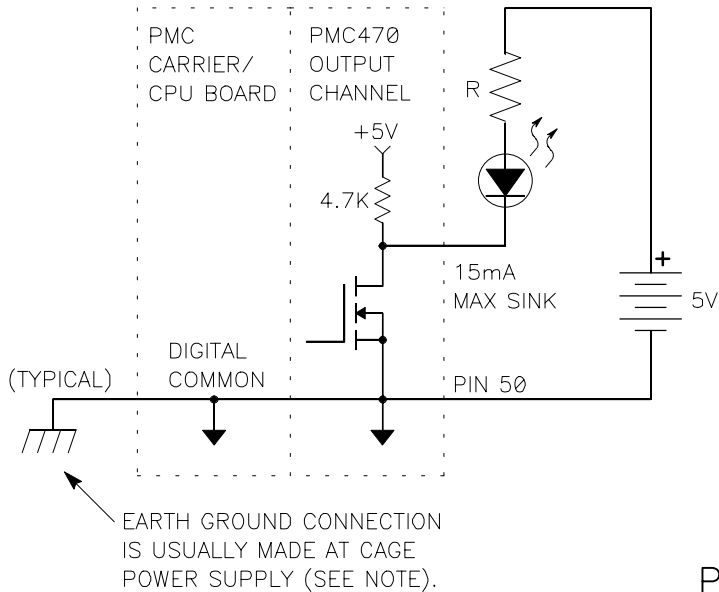 PMC
CARRIER/
CPU BOARD
PMC470
OUTPUT
CHANNEL
+5V
4.7K
R
15mA
MAX SINK
+
5V
DIGITAL
COMMON
(TYPICAL)
PIN 50
EARTH GROUND CONNECTION
IS USUALLY MADE AT CAGE
POWER SUPPLY (SEE NOTE).
P